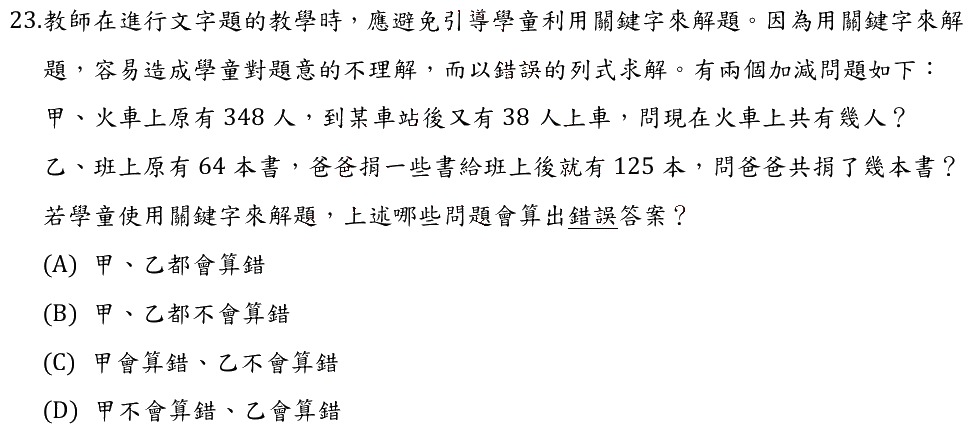 23.教師在進行文字題的教學時，應避免引導學童利用關鍵字來解題。因為用關鍵字來解
題，容易造成學童對題意的不理解，而以錯誤的列式求解。有兩個加減問題如下：
甲、火車上原有 348 人，到某車站後又有 38 人上車，問現在火車上共有幾人？
乙、班上原有 64 本書，爸爸捐一些書給班上後就有 125 本，問爸爸共捐了幾本書？
若學童使用關鍵字來解題，上述哪些問題會算出錯誤答案？
(A) 甲、乙都會算錯
(B) 甲、乙都不會算錯
(C) 甲會算錯、乙不會算錯
(D) 甲不會算錯、乙會算錯